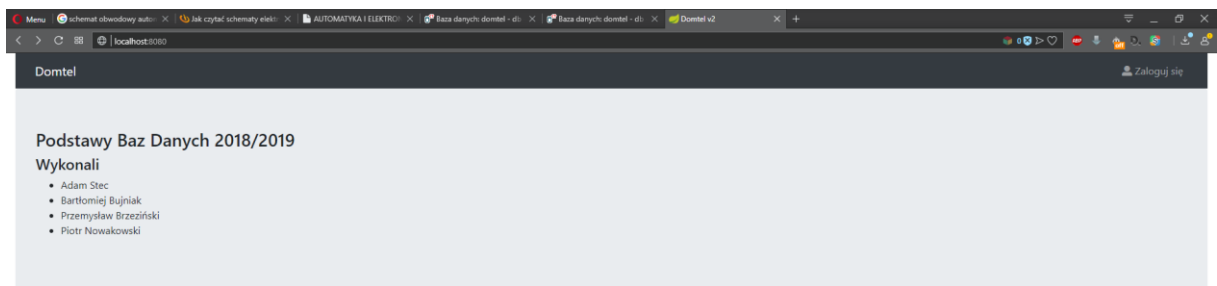 Menu
schemat obwodowy auto
Jak czytać schematy elekt
AUTOMATYKA I ELEKTRO
Baza danych: domtel - db
Baza danych: domtel - db
Domtel v2
localhost:8080
Domtel
Zaloguj się
Podstawy Baz Danych 2018/2019
Wykonali
• Adam Stec
• Bartłomiej Bujniak
• Przemysław Brzeziński
• Piotr Nowakowski